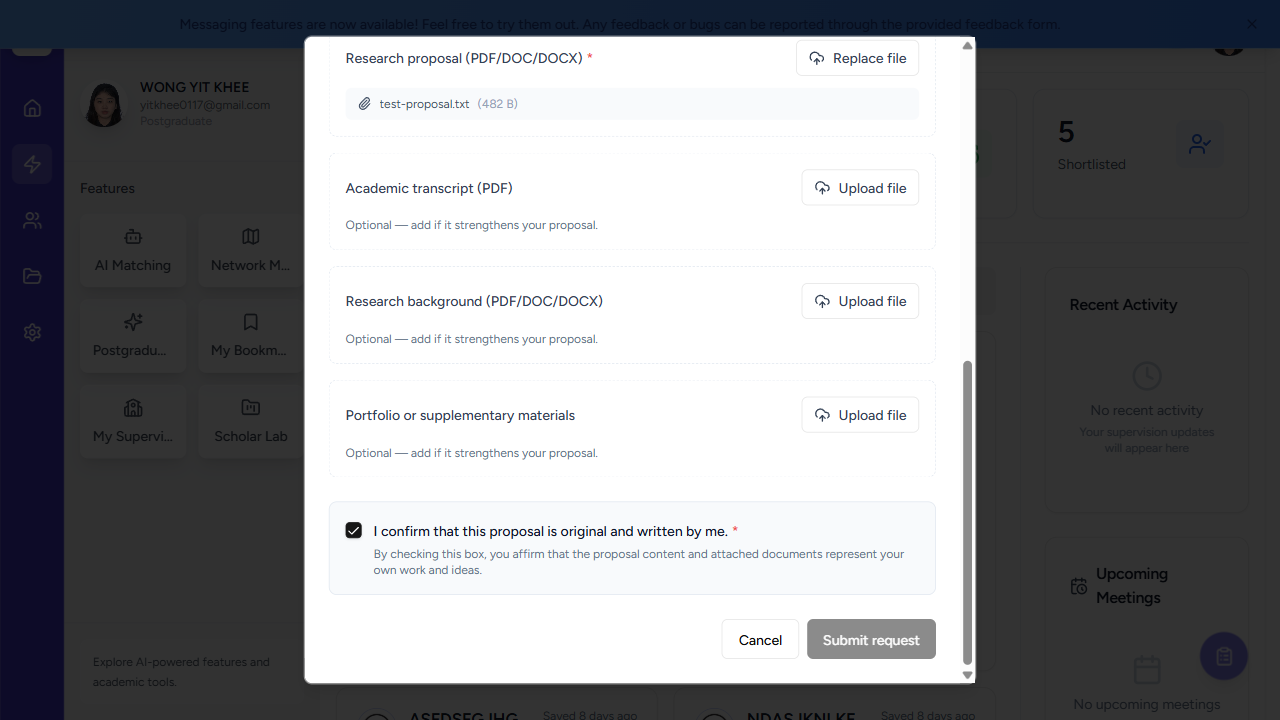 Messaging features are now available! Feel free to try them out. Any feedback or bugs can be reported through the provided feedback form.
WONG YIT KHEE
yitkhee0117@gmail.com
Postgraduate
Features
AI Matching
Network M...
Postgradu...
My Bookm...
My Supervi...
Scholar Lab
Explore AI-powered features and
academic tools.
Research proposal (PDF/DOC/DOCX) *
Replace file
test-proposal.txt (482 B)
Academic transcript (PDF)
Upload file
Optional — add if it strengthens your proposal.
Research background (PDF/DOC/DOCX)
Upload file
Optional — add if it strengthens your proposal.
Portfolio or supplementary materials
Upload file
Optional — add if it strengthens your proposal.
I confirm that this proposal is original and written by me. *
By checking this box, you affirm that the proposal content and attached documents represent your
own work and ideas.
Cancel
Submit request
5
Shortlisted
Recent Activity
No recent activity
Your supervision updates
will appear here
Upcoming
Meetings
No upcoming meetings
Saved 8 days ago
Saved 8 days ago